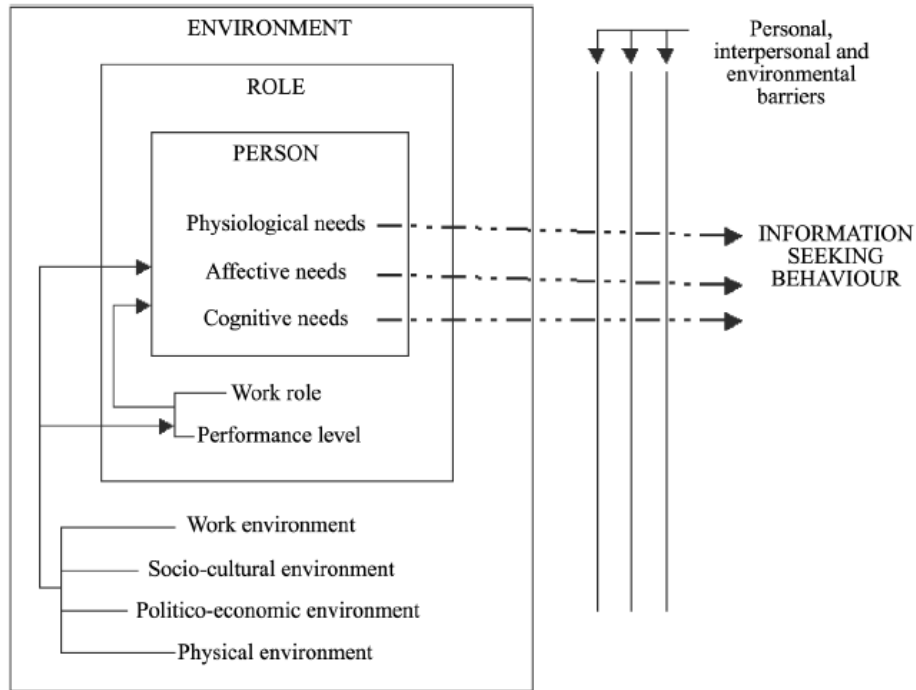 ENVIRONMENT
ROLE
PERSON
Physiological needs
Affective needs
Cognitive needs
Work role
Performance level
Work environment
Socio-cultural environment
Politico-economic environment
Physical environment
Personal,
interpersonal and
environmental
barriers
INFORMATION
SEEKING
BEHAVIOUR